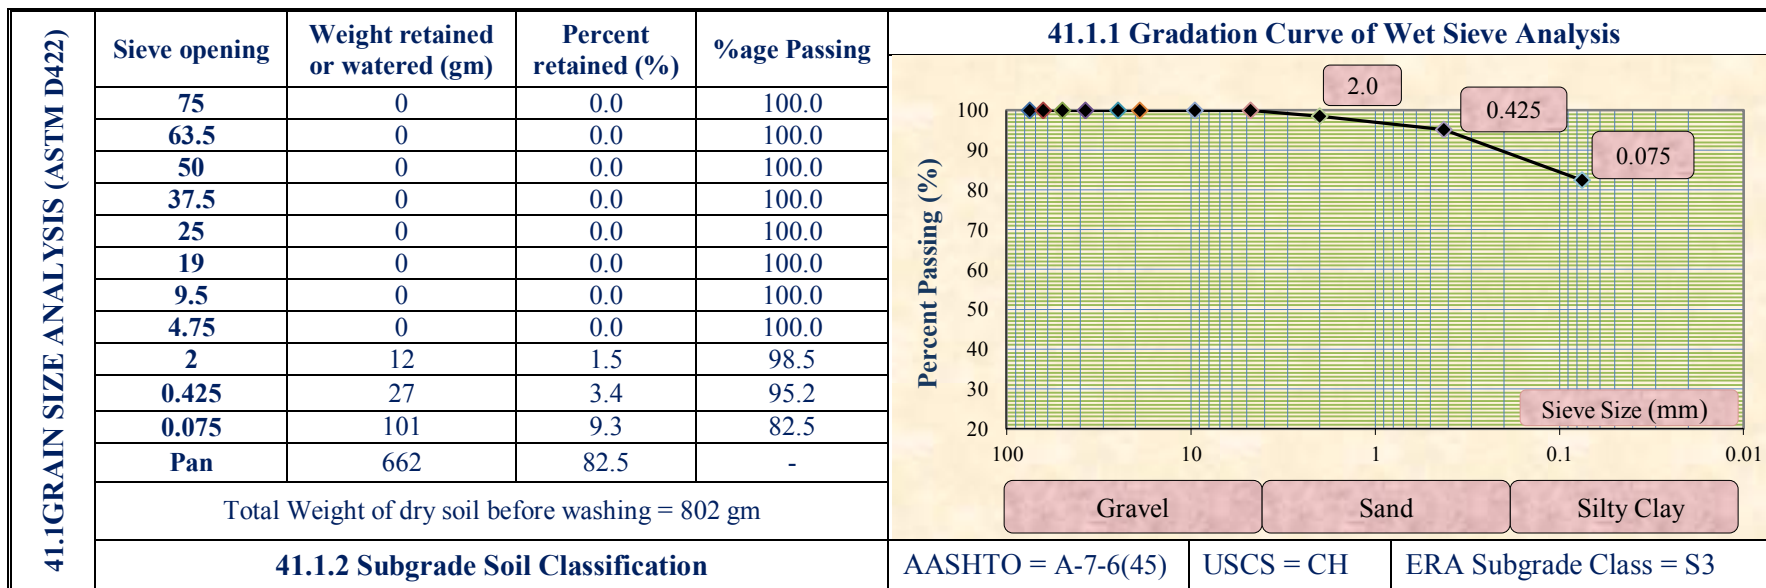 41.1GRAIN SIZE ANALYSIS (ASTM D422)
Sieve opening | Weight retained or watered (gm) | Percent retained (%) | %age Passing
75 | 0 | 0.0 | 100.0
63.5 | 0 | 0.0 | 100.0
50 | 0 | 0.0 | 100.0
37.5 | 0 | 0.0 | 100.0
25 | 0 | 0.0 | 100.0
19 | 0 | 0.0 | 100.0
9.5 | 0 | 0.0 | 100.0
4.75 | 0 | 0.0 | 100.0
2 | 12 | 1.5 | 98.5
0.425 | 27 | 3.4 | 95.2
0.075 | 101 | 9.3 | 82.5
Pan | 662 | 82.5 | -
Total Weight of dry soil before washing = 802 gm
41.1.1 Gradation Curve of Wet Sieve Analysis
2.0
0.425
0.075
Percent Passing (%)
100
90
80
70
60
50
40
30
20
Sieve Size (mm)
100 10 1 0.1 0.01
Gravel Sand Silty Clay
41.1.2 Subgrade Soil Classification
AASHTO = A-7-6(45) | USCS = CH | ERA Subgrade Class = S3